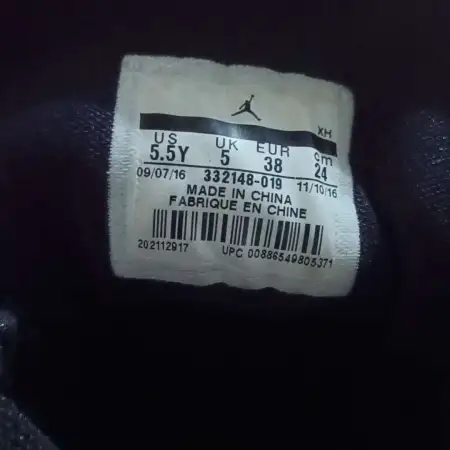 XH
US UK EUR cm
5.5Y 5 38 24
09/07/16 332148-019 11/10/16
MADE IN CHINA
FABRIQUE EN CHINE
202112917 UPC 00886549805371